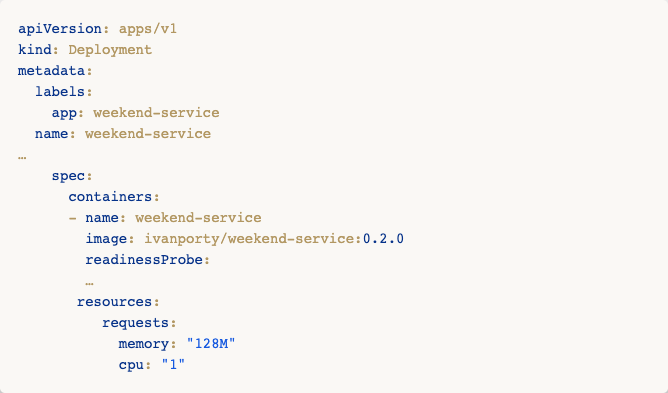 apiVersion: apps/v1
kind: Deployment
metadata:
  labels:
    app: weekend-service
  name: weekend-service
…
    spec:
      containers:
      - name: weekend-service
        image: ivanporty/weekend-service:0.2.0
        readinessProbe:
        …
       resources:
          requests:
            memory: "128M"
            cpu: "1"